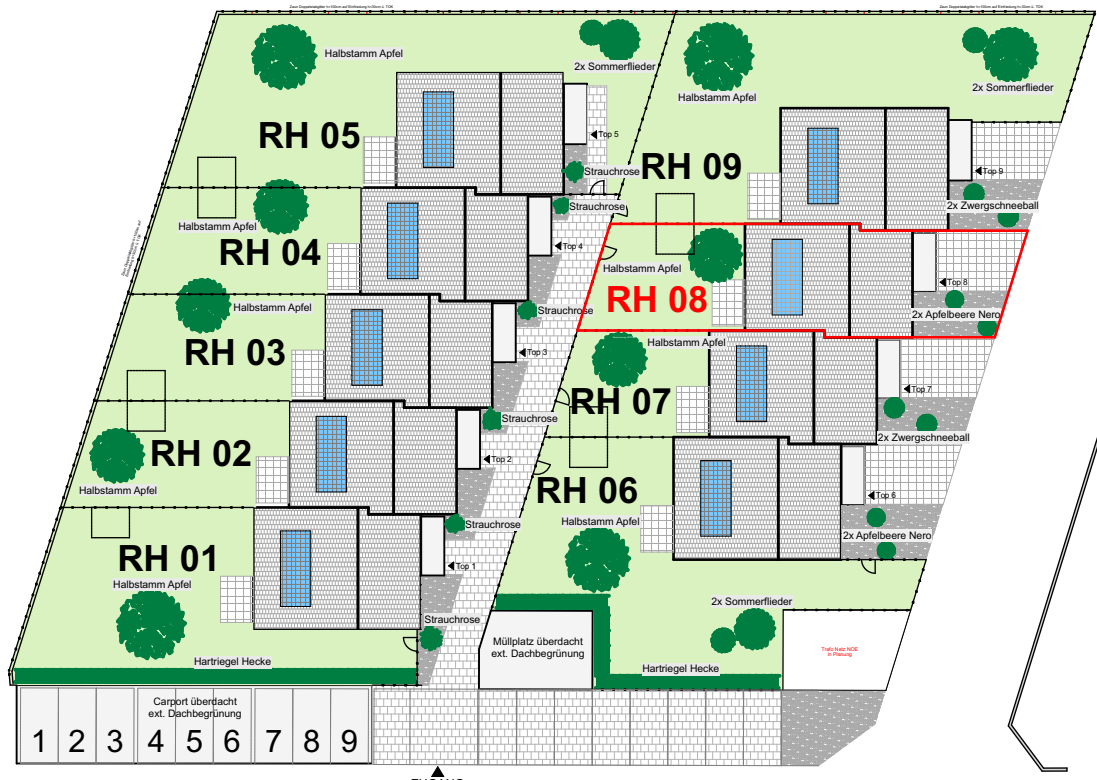 Halbstamm Apfel
2x Sommerflieder
Halbstamm Apfel
2x Sommerflieder
RH 05
Top 5
Strauchrose
RH 09
Top 9
2x Zwergschneeball
Halbstamm Apfel
Strauchrose
RH 04
Top 4
Halbstamm Apfel
RH 08
Top 8
2x Apfelbeere Nero
Halbstamm Apfel
Strauchrose
RH 03
Top 3
Halbstamm Apfel
RH 07
Top 7
2x Zwergschneeball
Strauchrose
RH 02
Top 2
Halbstamm Apfel
RH 06
Top 6
Halbstamm Apfel
2x Apfelbeere Nero
Strauchrose
RH 01
Top 1
Halbstamm Apfel
2x Sommerflieder
Strauchrose
Müllplatz überdacht
ext. Dachbegrünung
Trafo Netz NOE
in Planung
Hartriegel Hecke
Hartriegel Hecke
Carport überdacht
ext. Dachbegrünung
1 2 3 4 5 6 7 8 9